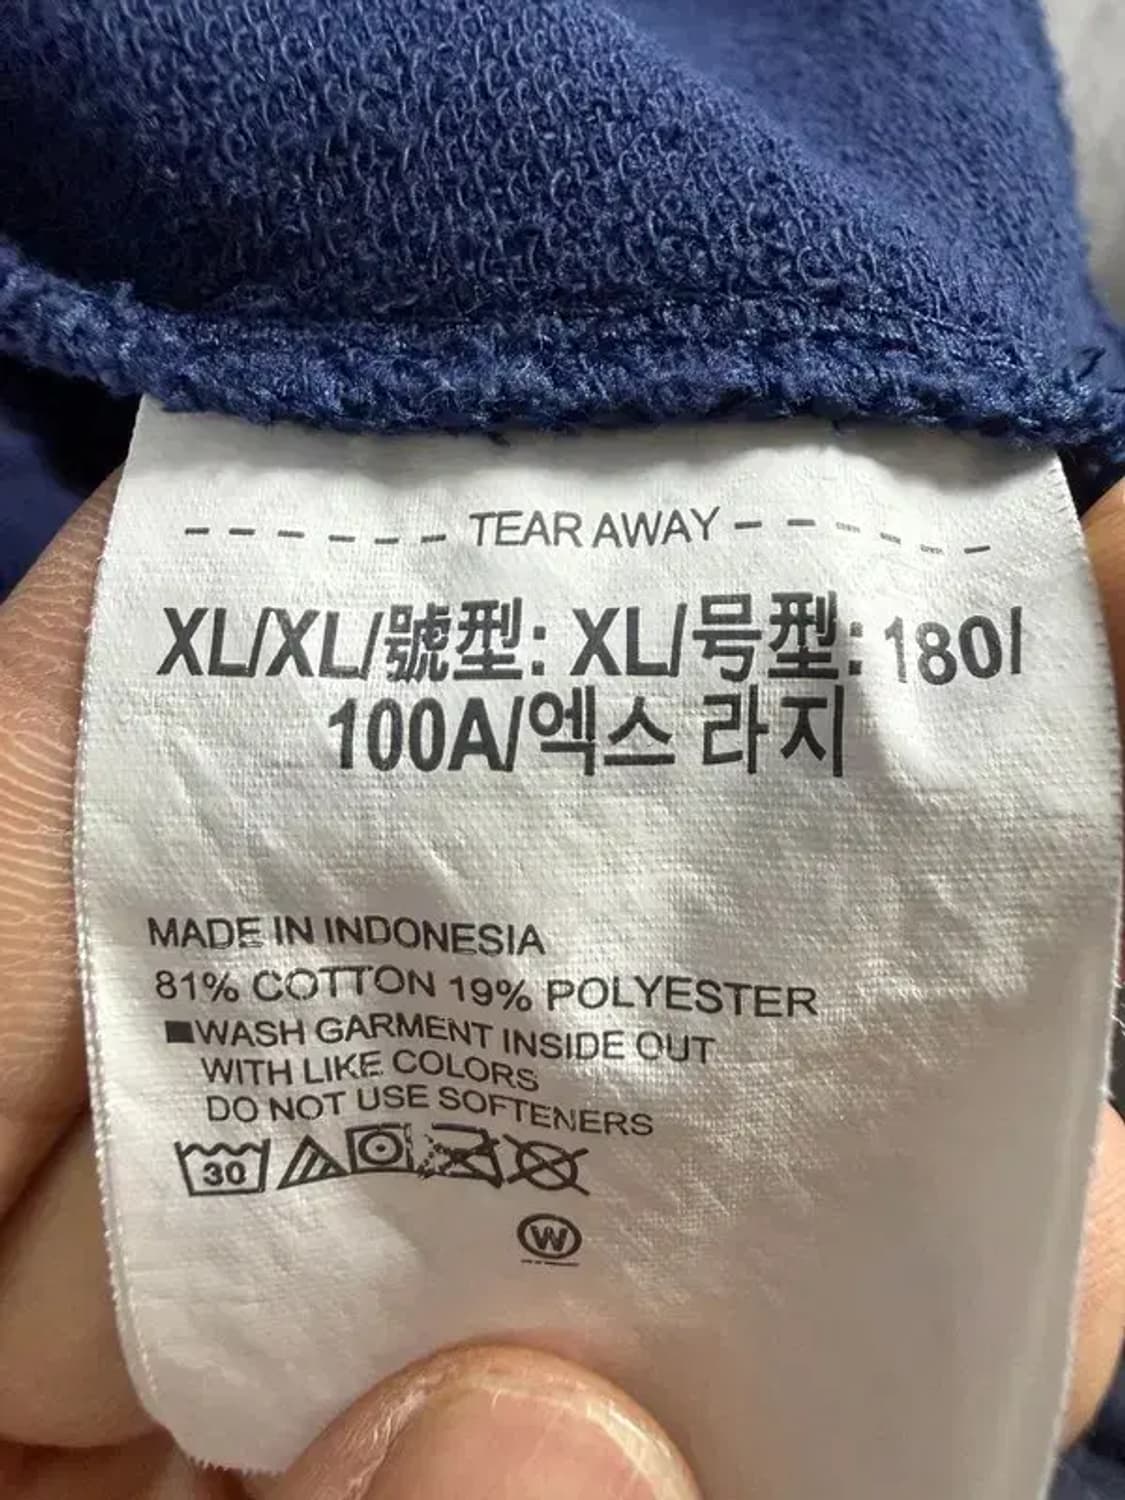 TEAR AWAY
XL/XL/號型: XL/号型: 180/
100A/엑스 라지
MADE IN INDONESIA
81% COTTON 19% POLYESTER
■WASH GARMENT INSIDE OUT
WITH LIKE COLORS
DO NOT USE SOFTENERS
30
W